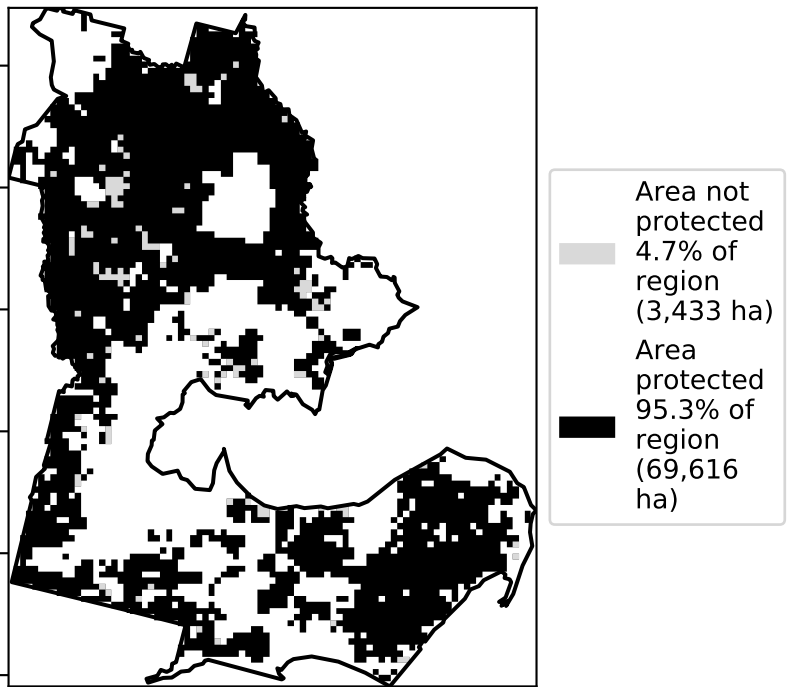 Area not
protected
4.7% of
region
(3,433 ha)
Area
protected
95.3% of
region
(69,616
ha)